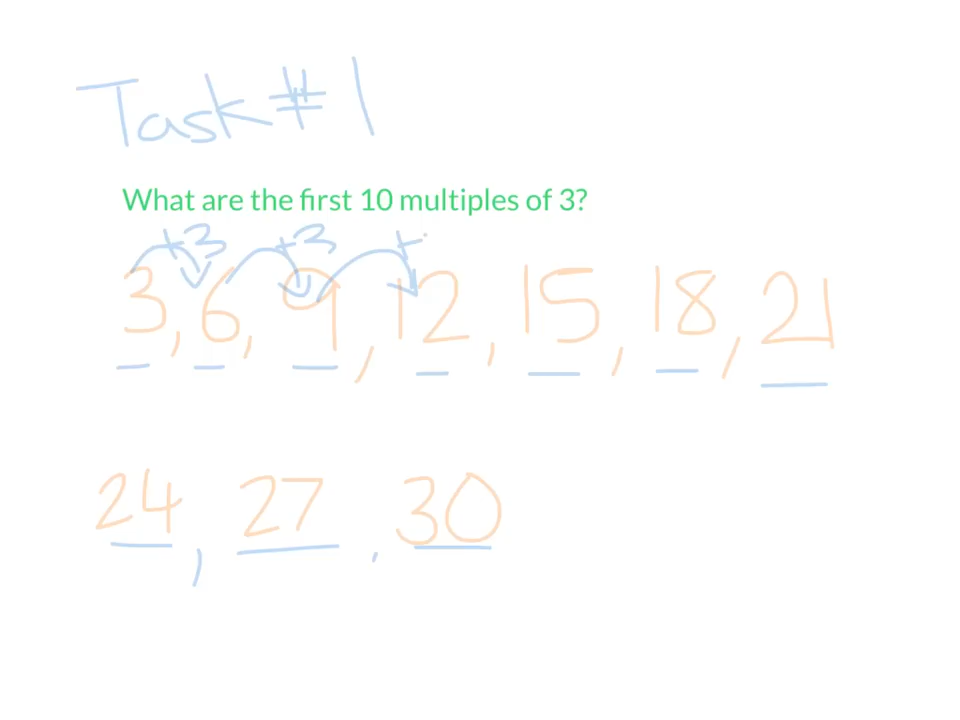 Task #1
What are the first 10 multiples of 3?
+3 +3 +
3, 6, 9, 12, 15, 18, 21
24, 27, 30